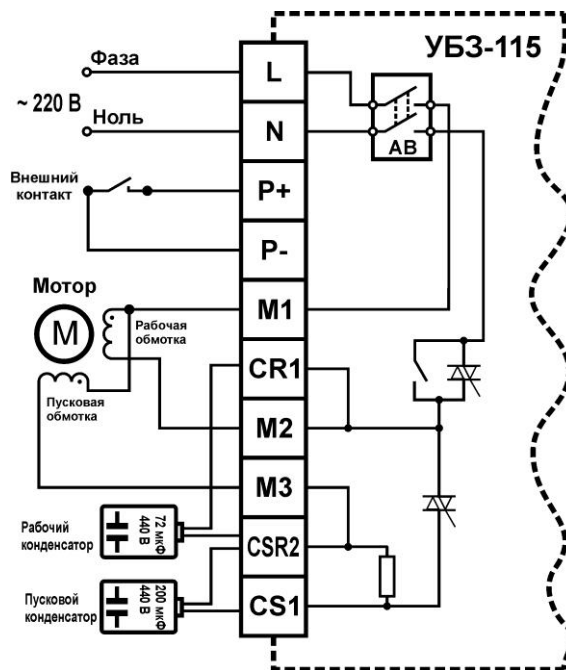 УБЗ-115
Фаза
~ 220 В
Ноль
Внешний
контакт
Мотор
М
Рабочая
обмотка
Пусковая
обмотка
Рабочий
конденсатор
72 мкФ
440 В
Пусковой
конденсатор
200 мкФ
440 В
L
N
P+
P-
M1
CR1
M2
M3
CSR2
CS1
АВ